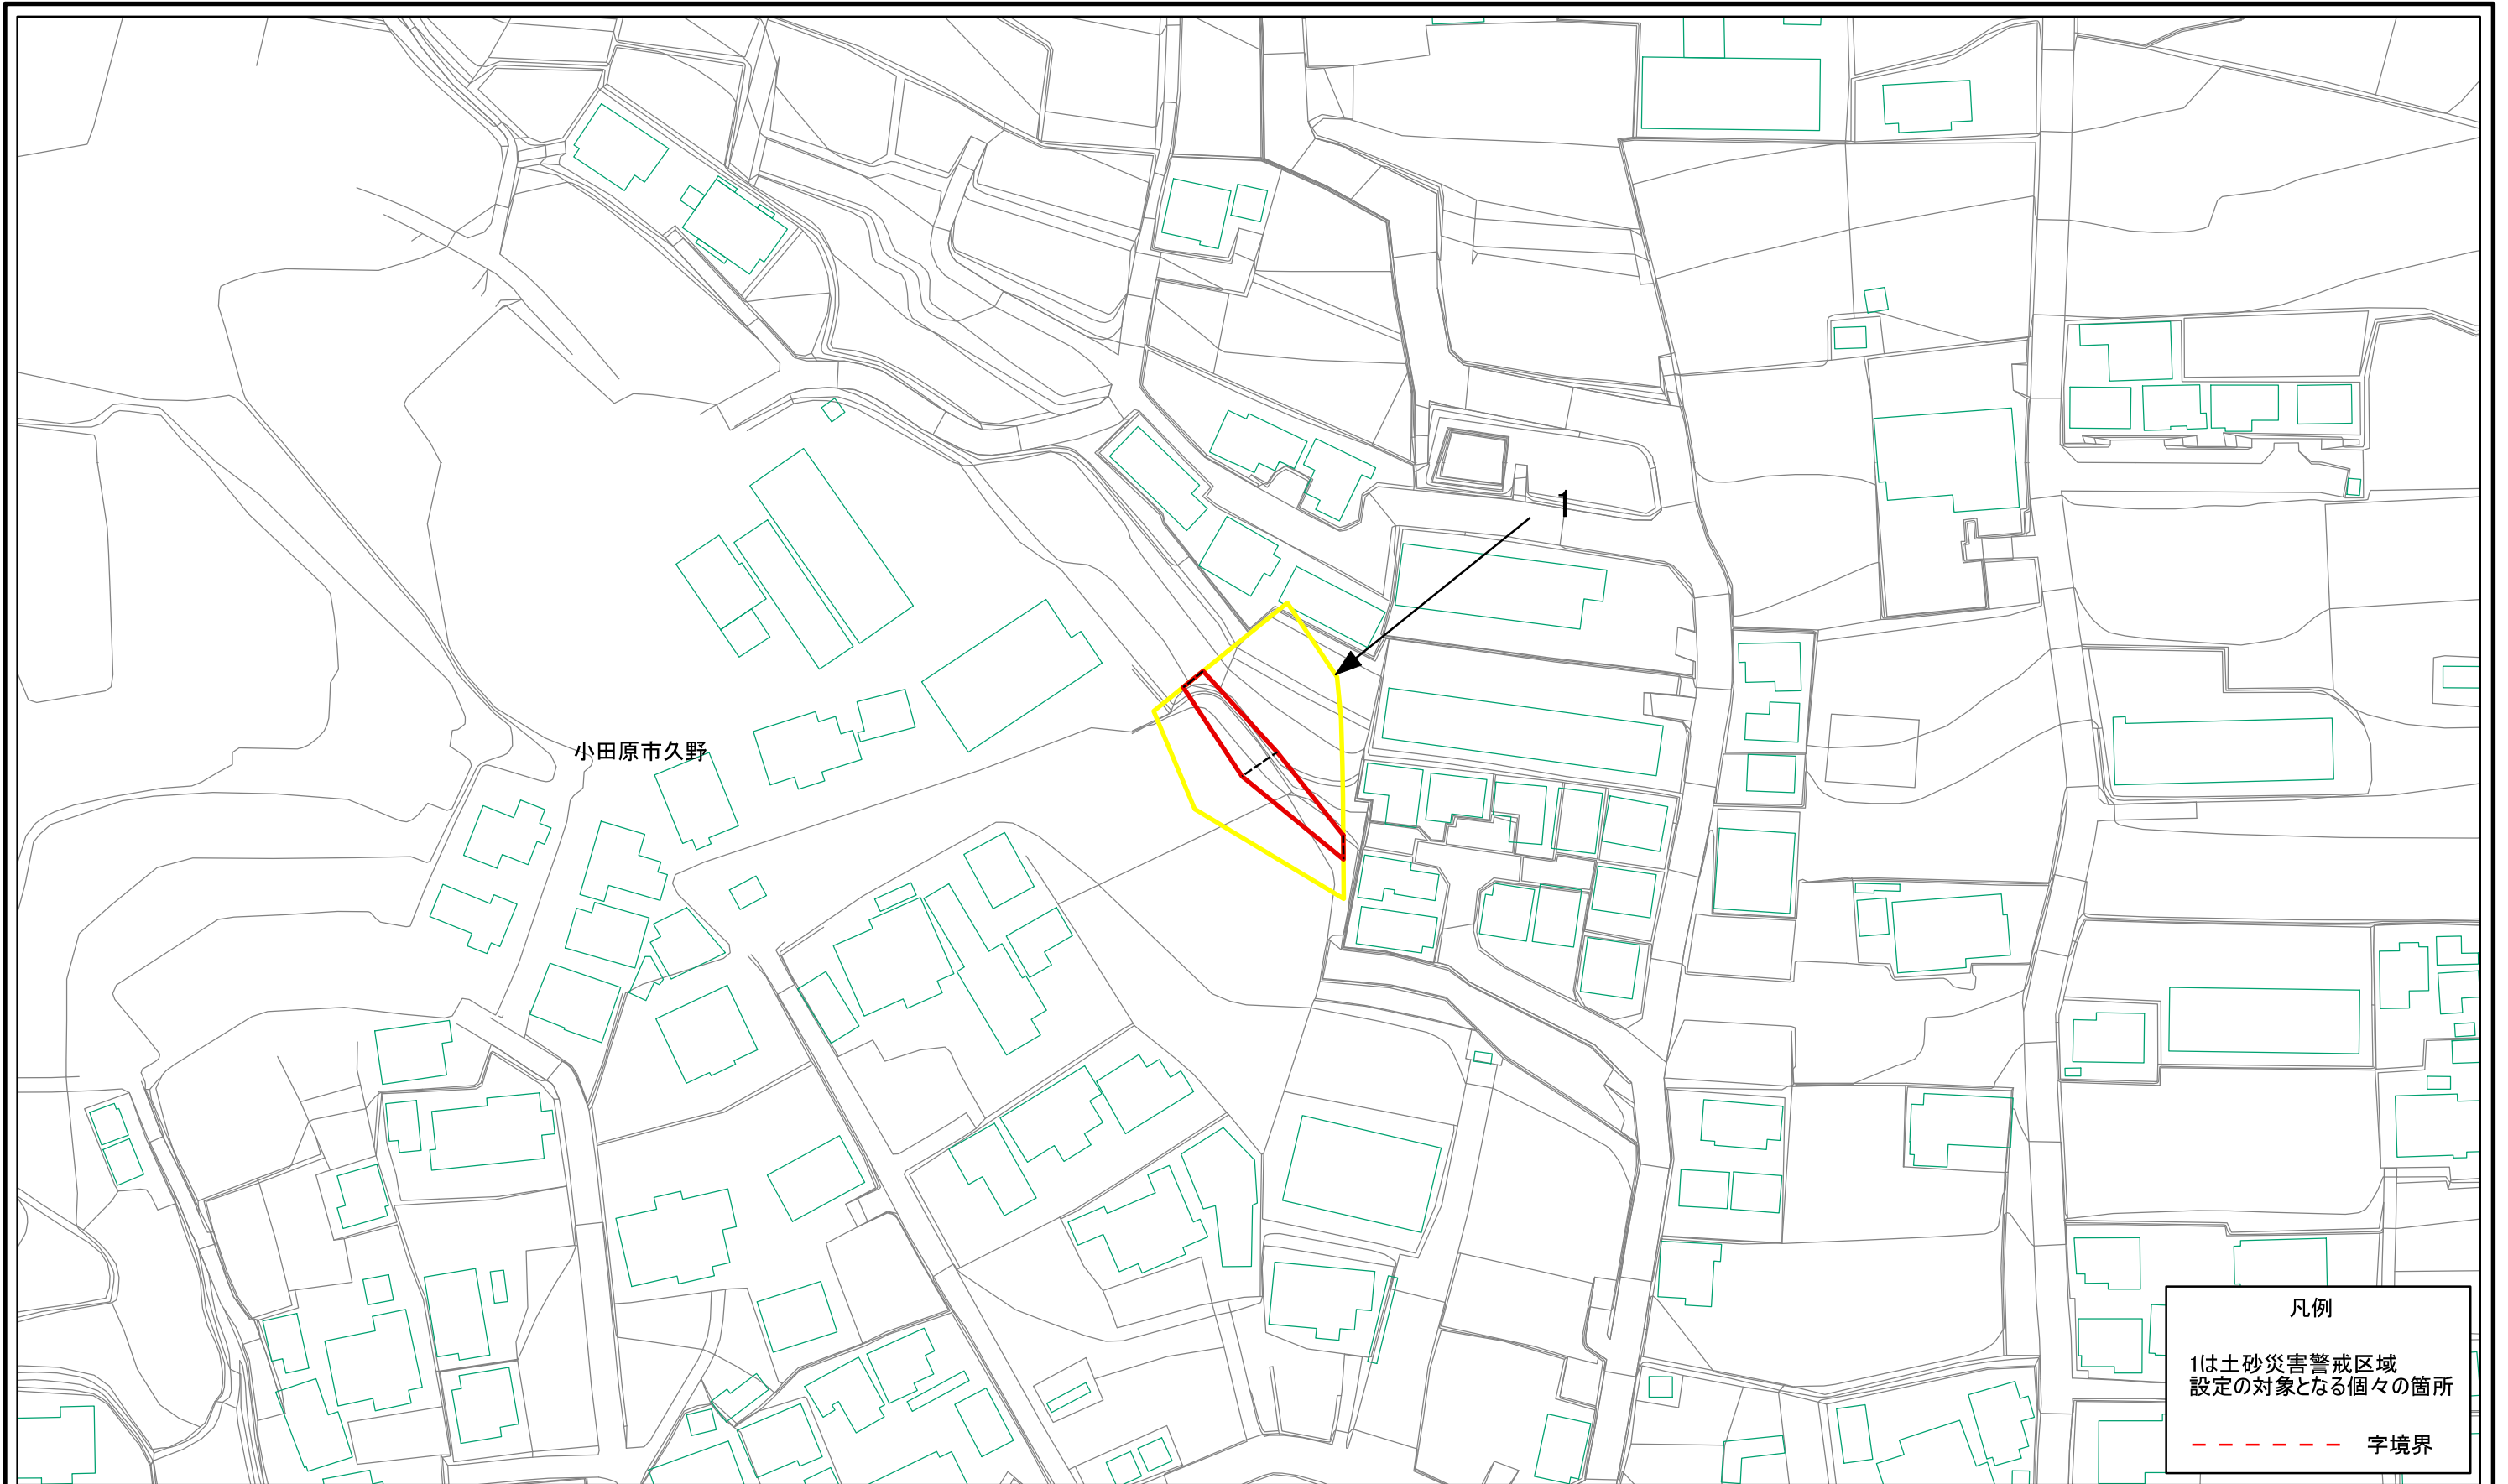 1
小田原市久野
凡例
1は土砂災害警戒区域
設定の対象となる個々の箇所
字境界